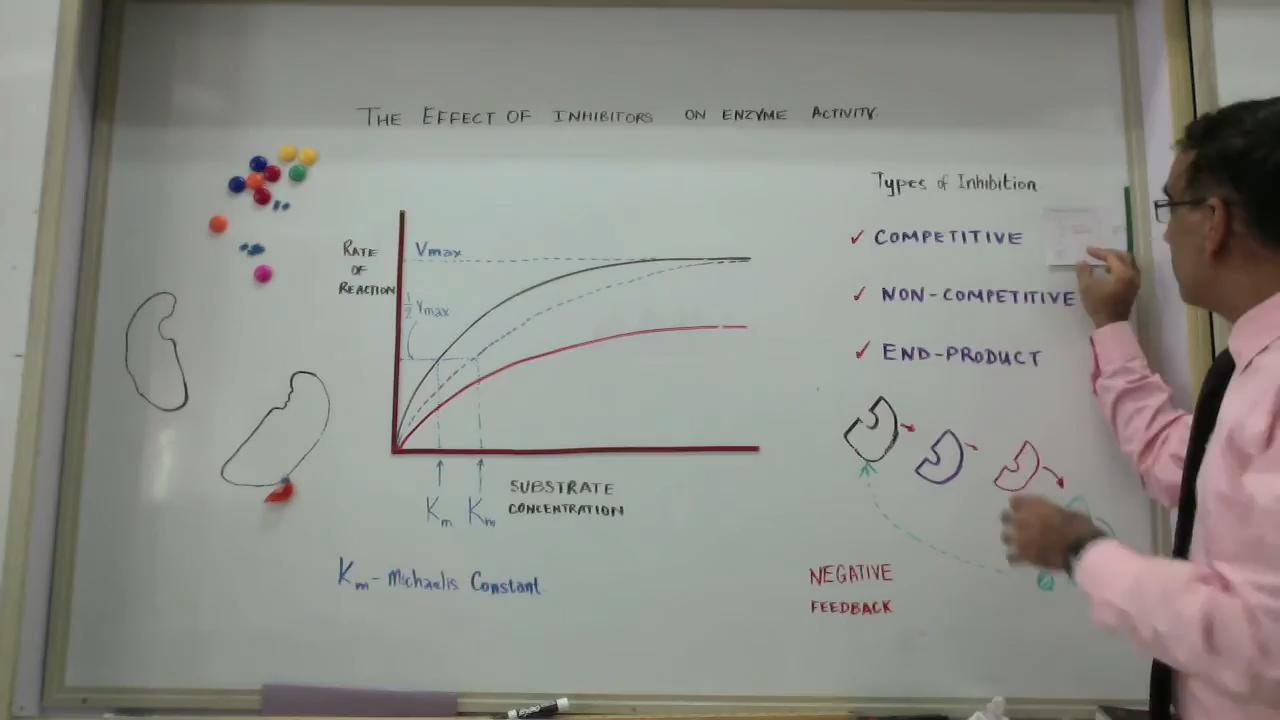 THE EFFECT OF INHIBITORS ON ENZYME ACTIVITY.
RATE
OF
REACTION
Vmax
1/2 Vmax
Km Km
SUBSTRATE
CONCENTRATION
Km - Michaelis Constant
Types of Inhibition
✓ COMPETITIVE
✓ NON-COMPETITIVE
✓ END-PRODUCT
NEGATIVE
FEEDBACK
EXPO